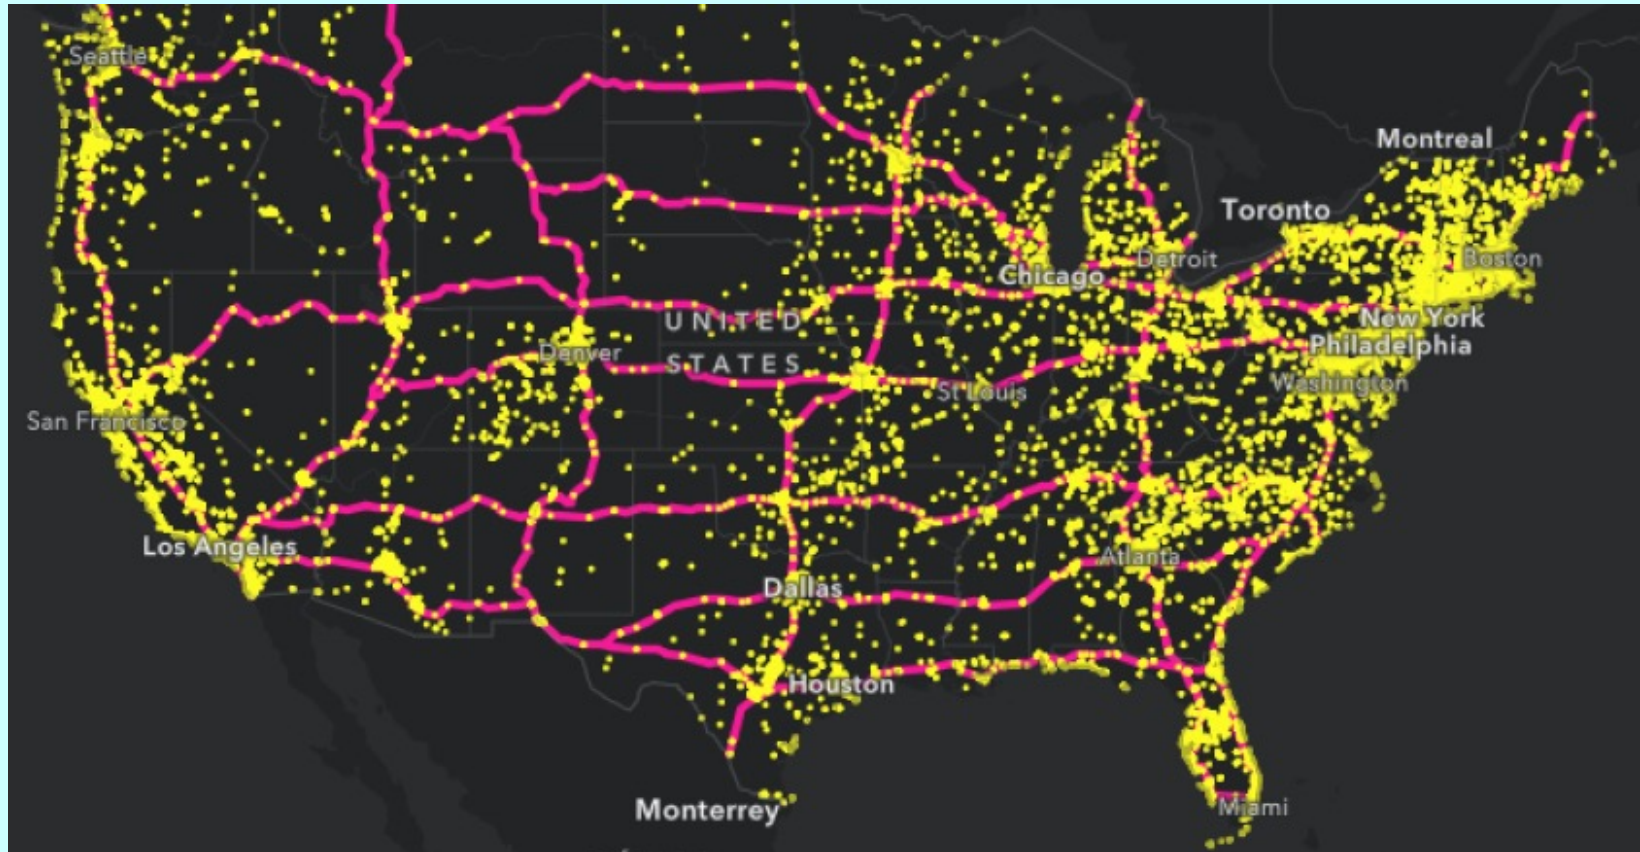 Seattle
Montreal
Toronto
Boston
Detroit
Chicago
New York
UNITED
Philadelphia
Denver
STATES
Washington
St Louis
San Francisco
Los Angeles
Atlanta
Dallas
Houston
Miami
Monterrey